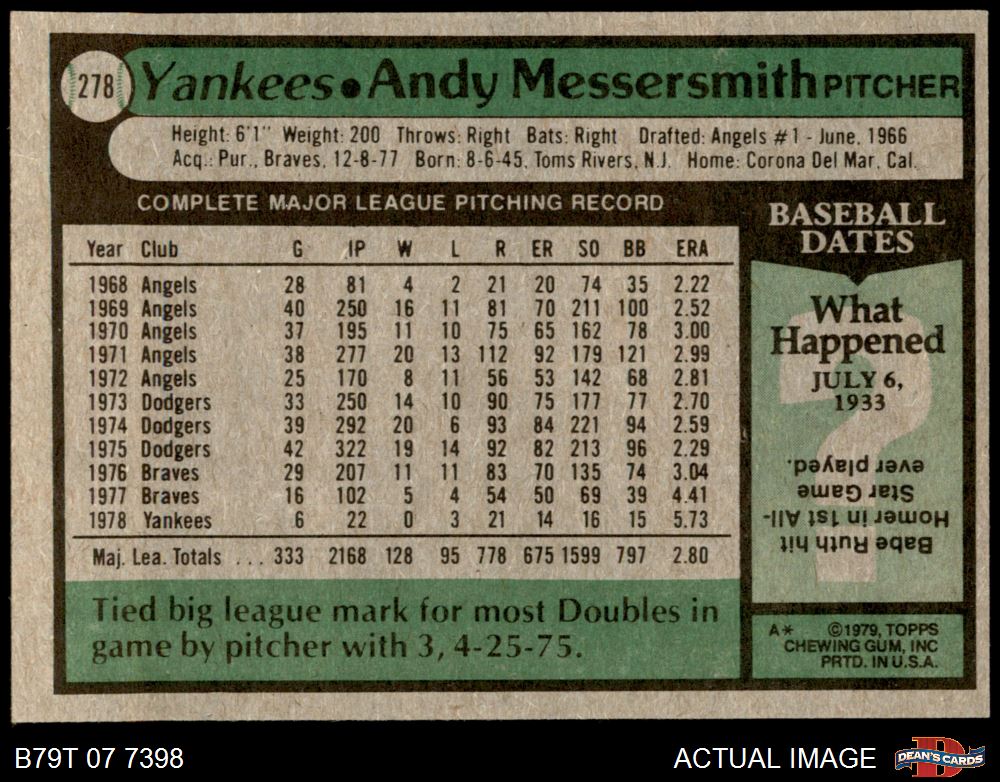 278 Yankees • Andy Messersmith PITCHER
Height: 6'1" Weight: 200 Throws: Right Bats: Right Drafted: Angels #1 - June, 1966
Acq.: Pur., Braves, 12-8-77 Born: 8-6-45, Toms Rivers, N.J. Home: Corona Del Mar, Cal.
COMPLETE MAJOR LEAGUE PITCHING RECORD
Year Club G IP W L R ER SO BB ERA
1968 Angels 28 81 4 2 21 20 74 35 2.22
1969 Angels 40 250 16 11 81 70 211 100 2.52
1970 Angels 37 195 11 10 75 65 162 78 3.00
1971 Angels 38 277 20 13 112 92 179 121 2.99
1972 Angels 25 170 8 11 56 53 142 68 2.81
1973 Dodgers 33 250 14 10 90 75 177 77 2.70
1974 Dodgers 39 292 20 6 93 84 221 94 2.59
1975 Dodgers 42 322 19 14 92 82 213 96 2.29
1976 Braves 29 207 11 11 83 70 135 74 3.04
1977 Braves 16 102 5 4 54 50 69 39 4.41
1978 Yankees 6 22 0 3 21 14 16 15 5.73
Maj. Lea. Totals ... 333 2168 128 95 778 675 1599 797 2.80
Tied big league mark for most Doubles in
game by pitcher with 3, 4-25-75.
BASEBALL
DATES
What
Happened
JULY 6,
1933
?
Babe Ruth hit
Homer in 1st All-
Star Game
ever played.
A* ©1979, TOPPS
CHEWING GUM, INC
PRTD. IN U.S.A.
B79T 07 7398
ACTUAL IMAGE
D
DEAN'S CARDS